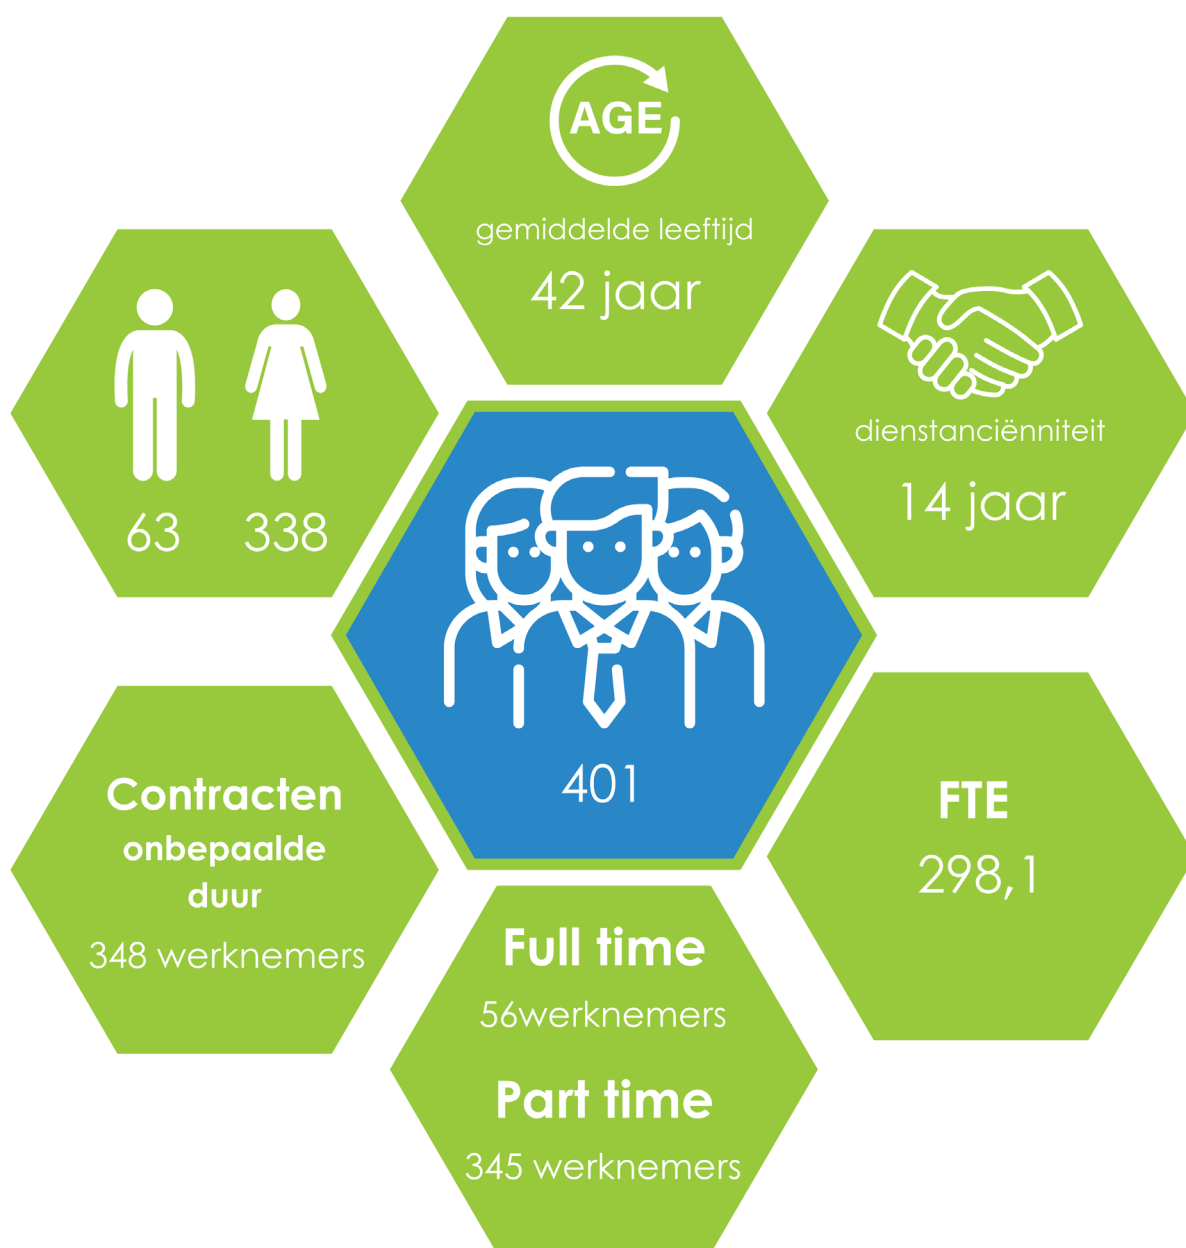 AGE
gemiddelde leeftijd
42 jaar
63 338
dienstanciënniteit
14 jaar
401
Contracten
onbepaalde
duur
348 werknemers
FTE
298,1
Full time
56werknemers
Part time
345 werknemers